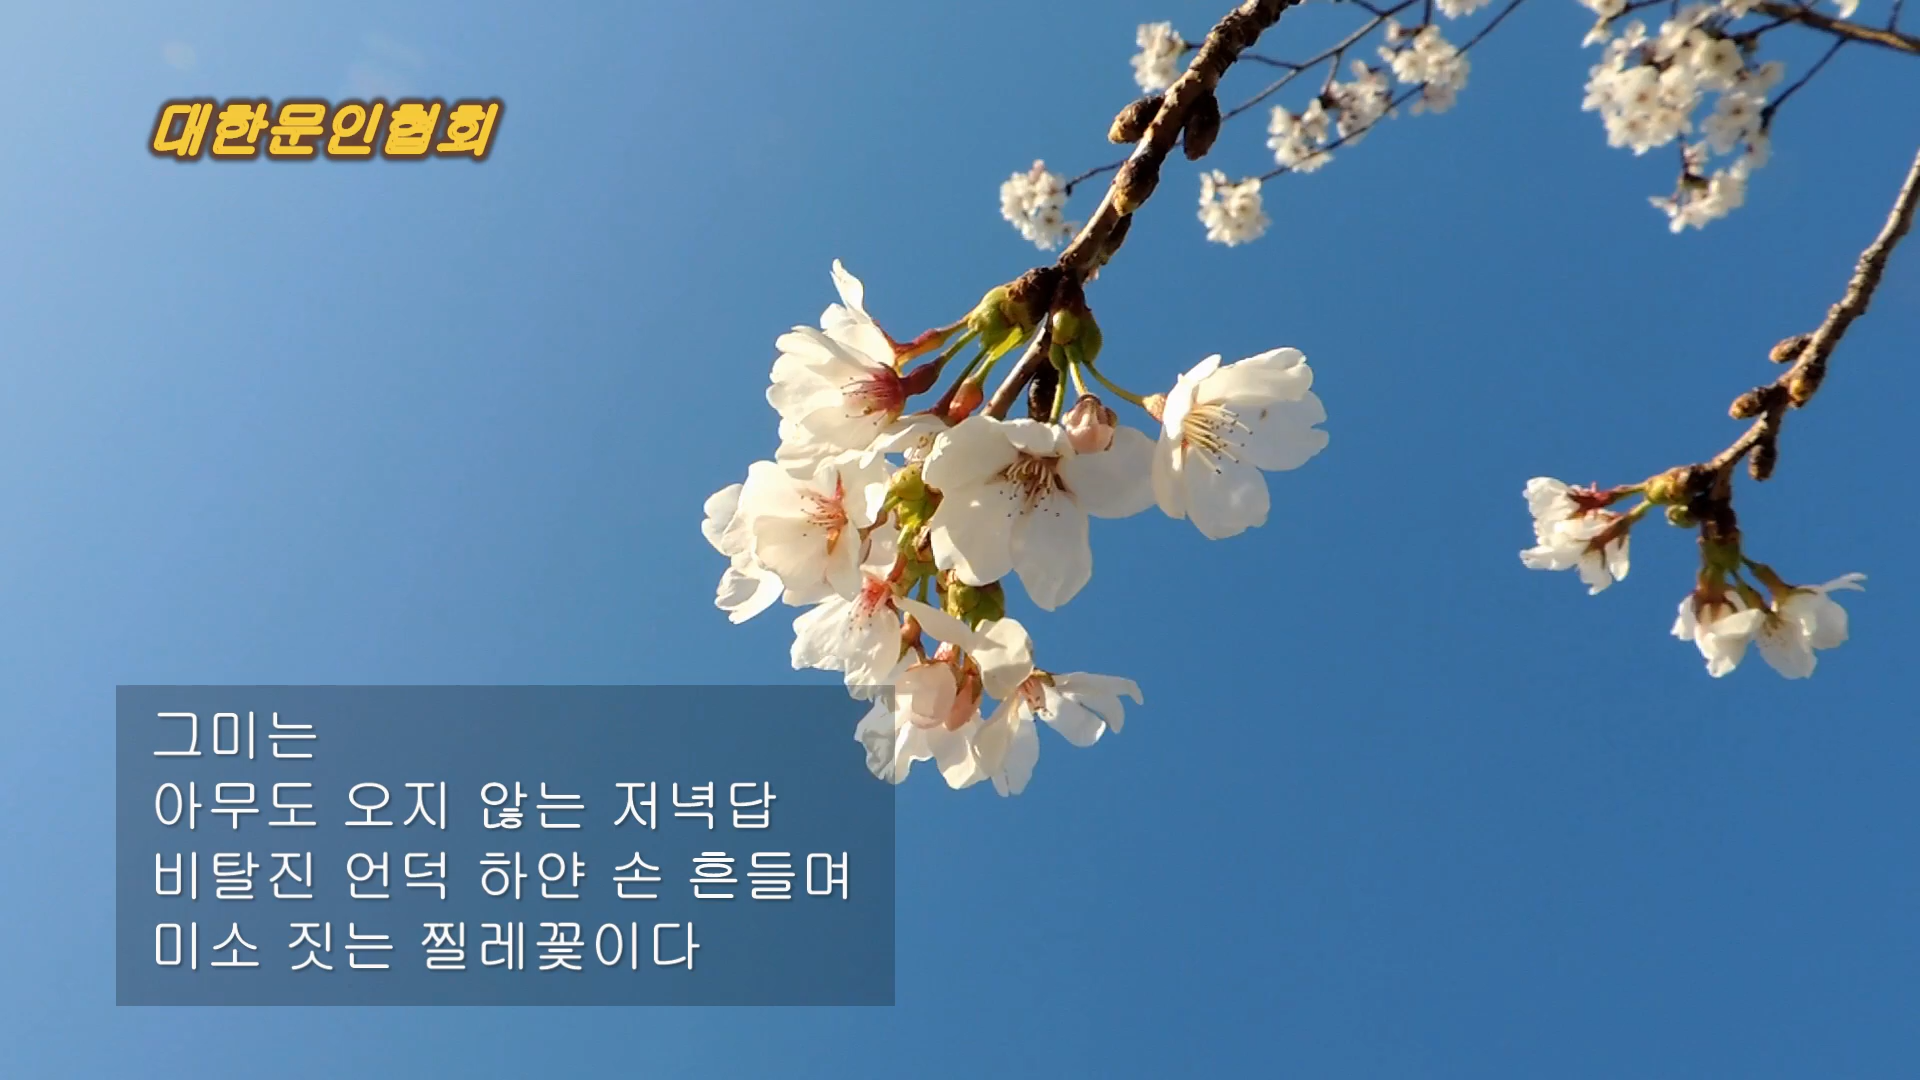 대한문인협회
그미는
아무도 오지 않는 저녁답
비탈진 언덕 하얀 손 흔들며
미소 짓는 찔레꽃이다